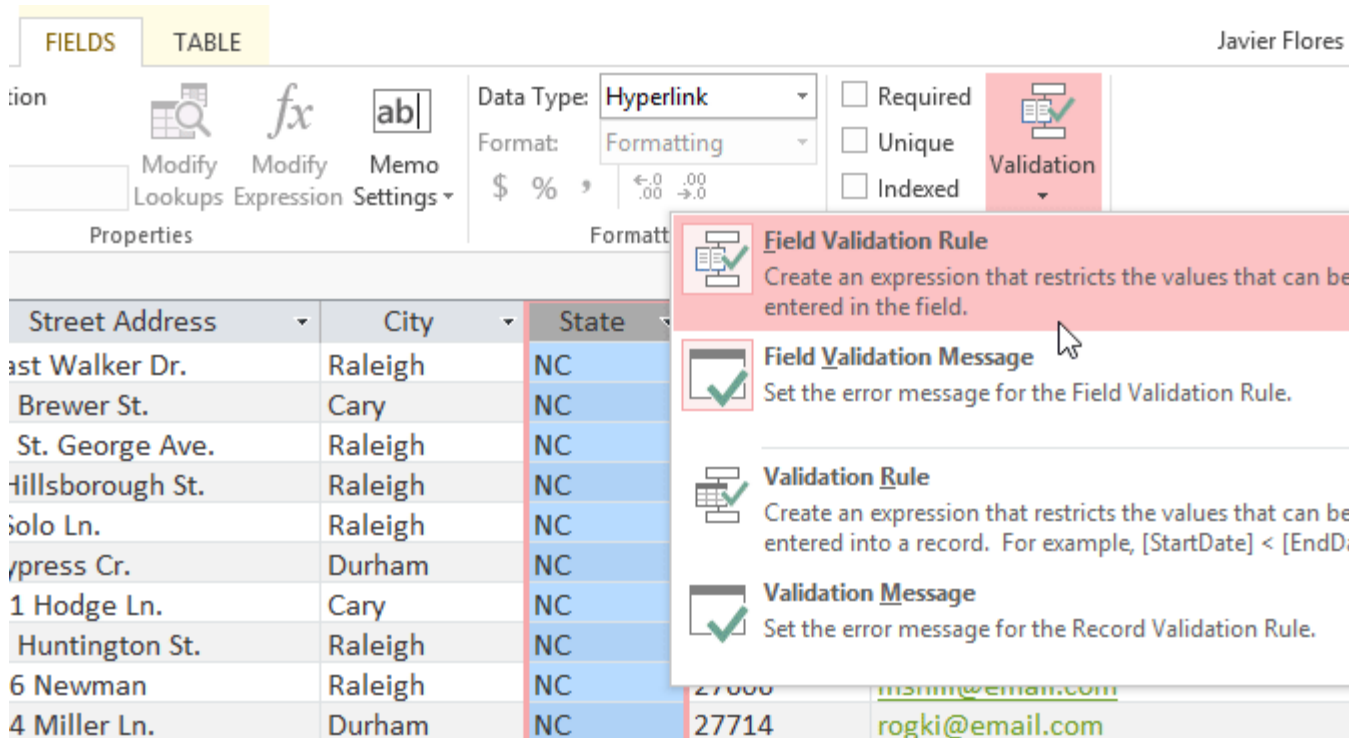 FIELDS TABLE Javier Flores
Data Type: Hyperlink
Required
ab|
Format: Formatting
Unique
Modify Lookups
Modify Expression
Memo Settings
Validation
$ % , ←.0 .00 .00 →.0
Indexed
Properties
Field Validation Rule
Create an expression that restricts the values that can be
entered in the field.
Field Validation Message
Set the error message for the Field Validation Rule.
Validation Rule
Create an expression that restricts the values that can be
entered into a record. For example, [StartDate] < [EndDa
Validation Message
Set the error message for the Record Validation Rule.
Street Address City State
Walker Dr. Raleigh NC
Brewer St. Cary NC
St. George Ave. Raleigh NC
Hillsborough St. Raleigh NC
Solo Ln. Raleigh NC
Cr. Durham NC
1 Hodge Ln. Cary NC
Huntington St. Raleigh NC
6 Newman Raleigh NC
4 Miller Ln. Durham NC 27714 rogki@email.com